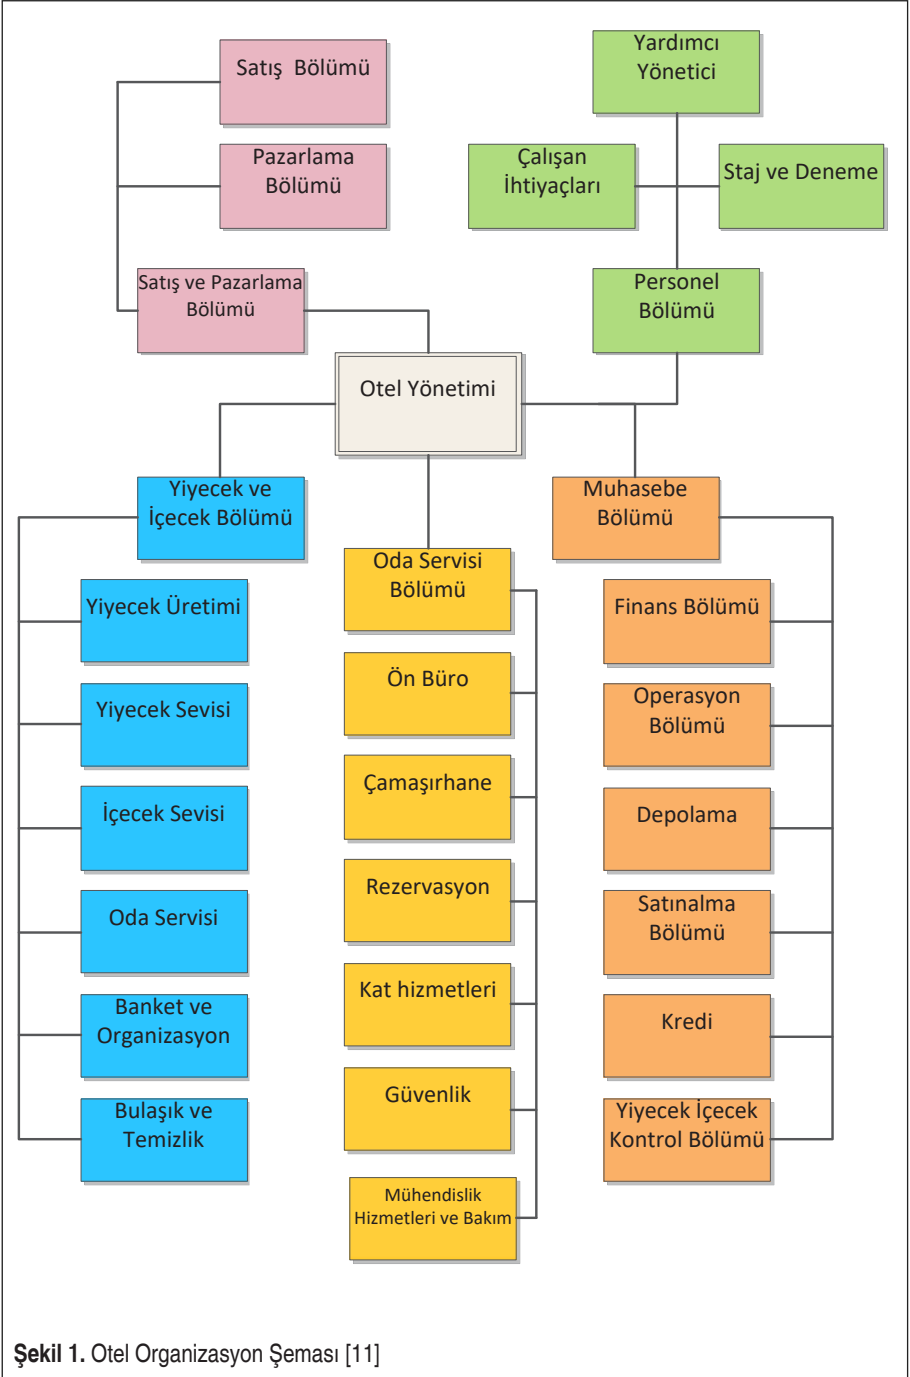 Satış  Bölümü
Pazarlama
Bölümü
Satış ve Pazarlama
Bölümü
Yardımcı
Yönetici
Çalışan
İhtiyaçları
Staj ve Deneme
Personel
Bölümü
Otel Yönetimi
Yiyecek ve
İçecek Bölümü
Yiyecek Üretimi
Yiyecek Sevisi
İçecek Sevisi
Oda Servisi
Banket ve
Organizasyon
Bulaşık ve
Temizlik
Oda Servisi
Bölümü
Ön Büro
Çamaşırhane
Rezervasyon
Kat hizmetleri
Güvenlik
Mühendislik
Hizmetleri ve Bakım
Muhasebe
Bölümü
Finans Bölümü
Operasyon
Bölümü
Depolama
Satınalma
Bölümü
Kredi
Yiyecek İçecek
Kontrol Bölümü
Şekil 1. Otel Organizasyon Şeması [11]